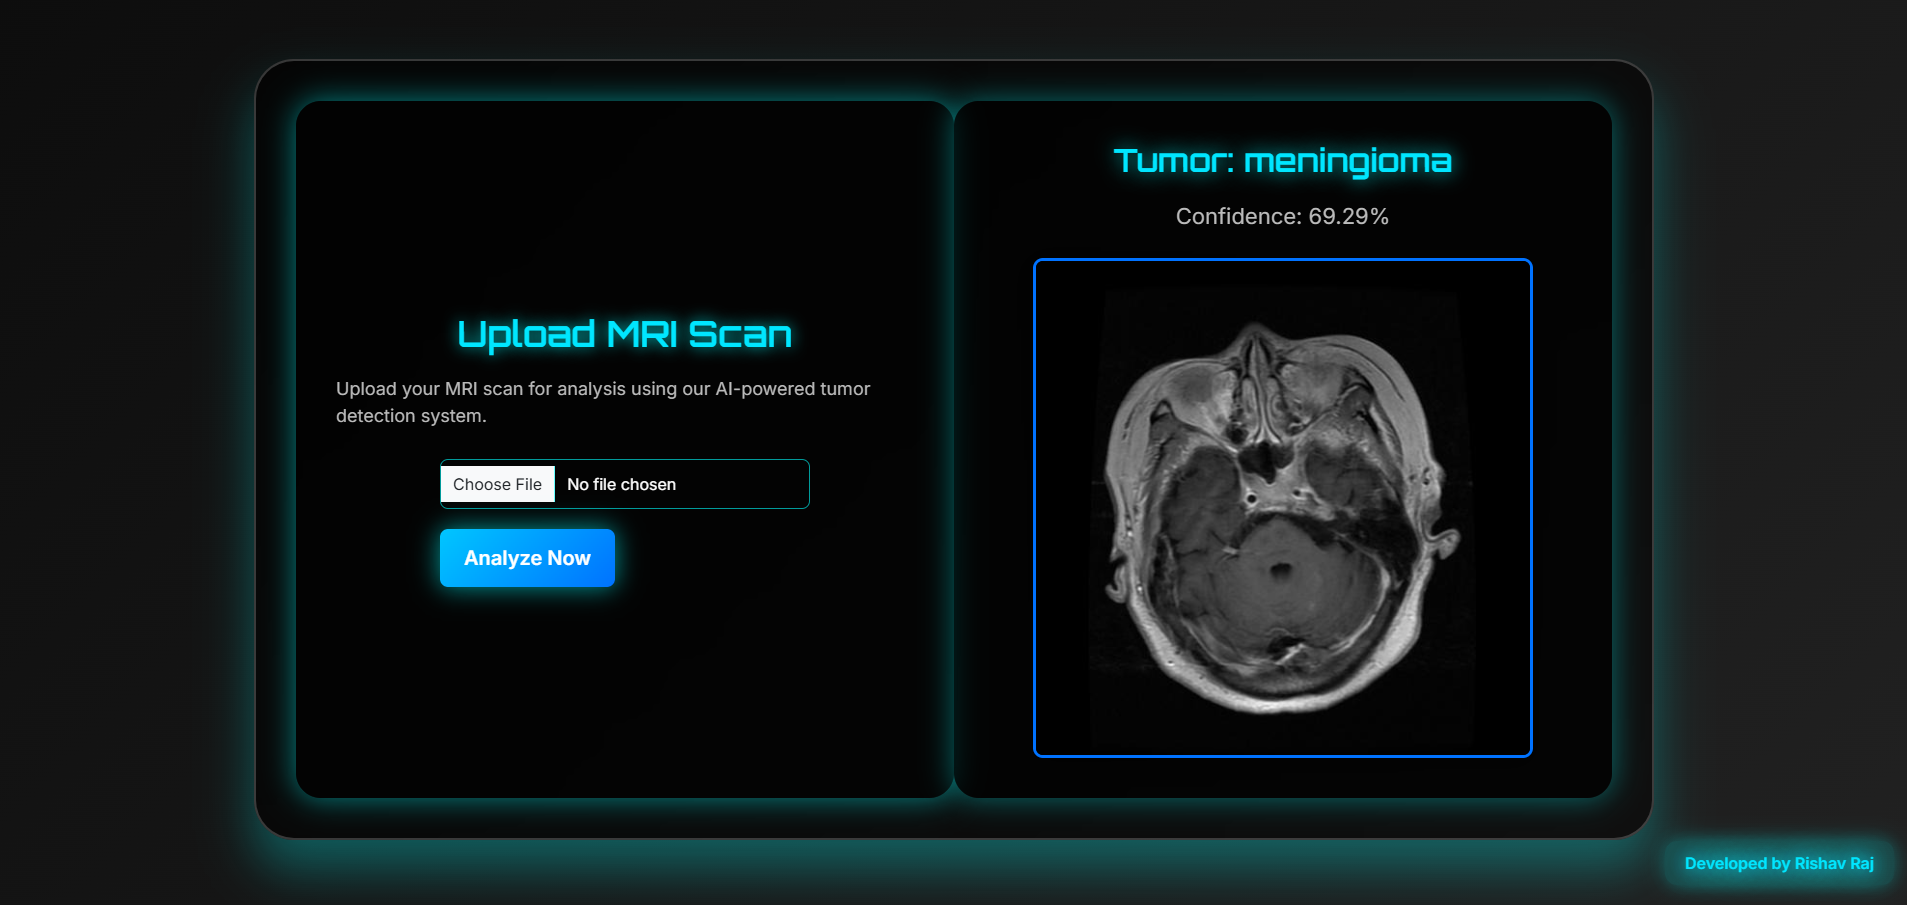 Upload MRI Scan
Upload your MRI scan for analysis using our AI-powered tumor
detection system.
Choose File No file chosen
Analyze Now
Tumor: meningioma
Confidence: 69.29%
Developed by Rishav Raj